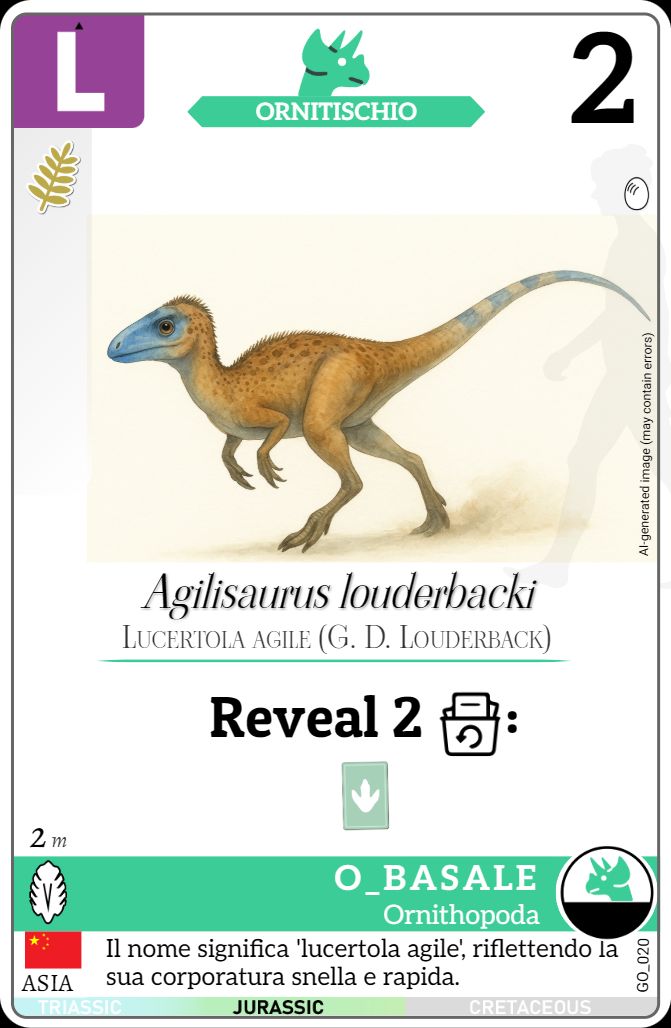 L
ORNITISCHIO
2
AI-generated image (may contain errors)
Agilisaurus louderbacki
Lucertola agile (G. D. Louderback)
Reveal 2 :
2 m
O_BASALE
Ornithopoda
Il nome significa 'lucertola agile', riflettendo la
sua corporatura snella e rapida.
ASIA
GO_020
TRIASSIC JURASSIC CRETACEOUS